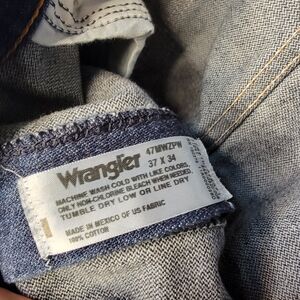 Wrangler
47MWZPW
37 X 34
MACHINE WASH COLD WITH LIKE COLORS,
ONLY NON-CHLORINE BLEACH WHEN NEEDED,
TUMBLE DRY LOW OR LINE DRY
MADE IN MEXICO OF US FABRIC
100% COTTON